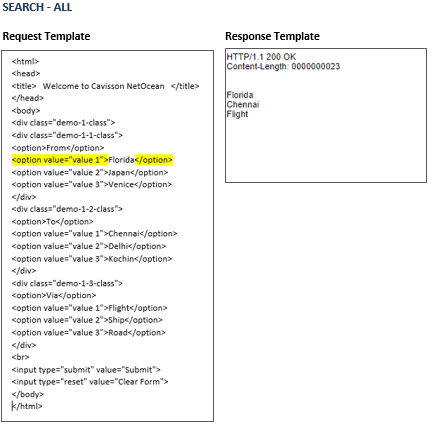 SEARCH - ALL
Request Template
<html>
<head>
<title>   Welcome to Cavisson NetOcean   </title>
</head>
<body>
<div class="demo-1-class">
<div class="demo-1-1-class">
<option>From</option>
<option value="value 1">Florida</option>
<option value="value 2">Japan</option>
<option value="value 3">Venice</option>
</div>
<div class="demo-1-2-class">
<option>To</option>
<option value="value 1">Chennai</option>
<option value="value 2">Delhi</option>
<option value="value 3">Kochin</option>
</div>
<div class="demo-1-3-class">
<option>Via</option>
<option value="value 1">Flight</option>
<option value="value 2">Ship</option>
<option value="value 3">Road</option>
</div>
<br>
<input type="submit" value="Submit">
<input type="reset" value="Clear Form">
</body>
</html>
Response Template
HTTP/1.1 200 OK
Content-Length: 0000000023
Florida
Chennai
Flight